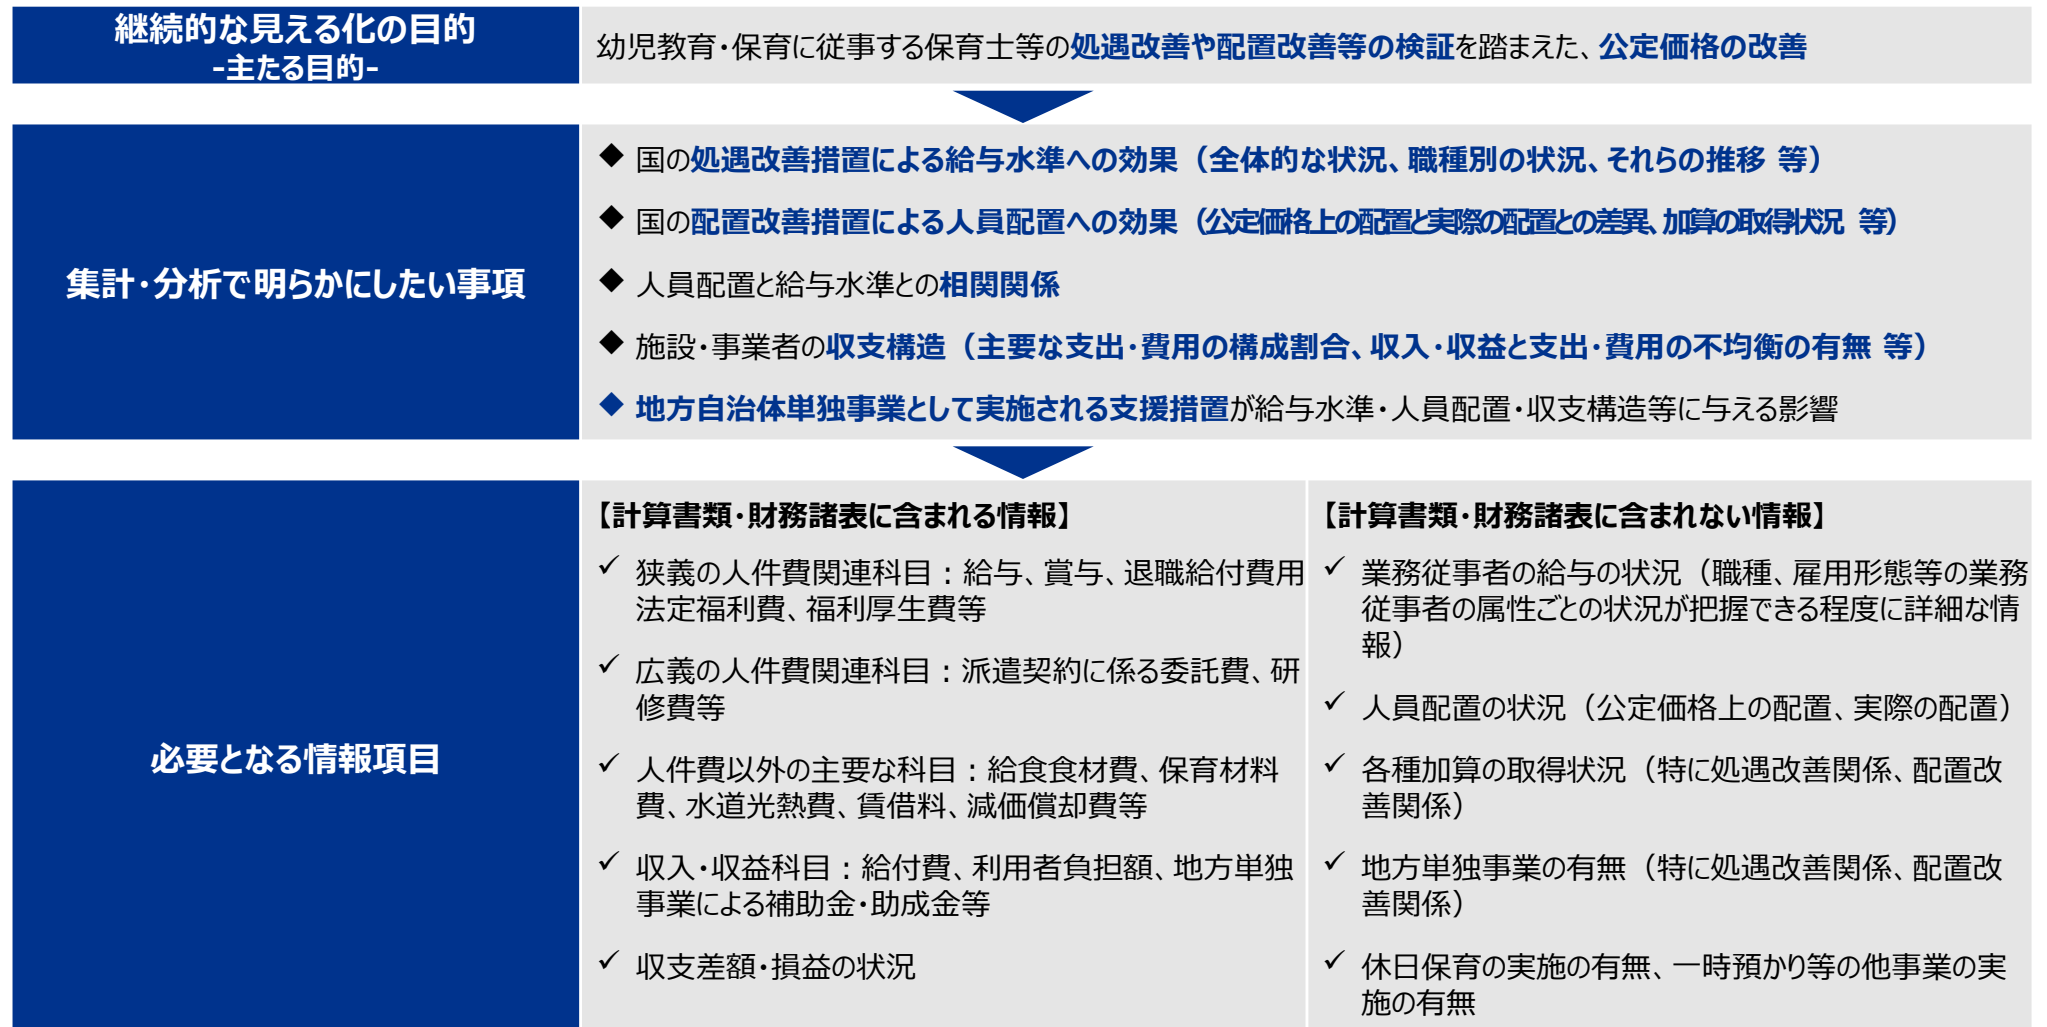 継続的な見える化の目的
-主たる目的-
幼児教育・保育に従事する保育士等の処遇改善や配置改善等の検証を踏まえた、公定価格の改善
集計・分析で明らかにしたい事項
◆ 国の処遇改善措置による給与水準への効果（全体的な状況、職種別の状況、それらの推移 等）
◆ 国の配置改善措置による人員配置への効果（公定価格上の配置と実際の配置との差異、加算の取得状況 等）
◆ 人員配置と給与水準との相関関係
◆ 施設・事業者の収支構造（主要な支出・費用の構成割合、収入・収益と支出・費用の不均衡の有無 等）
◆ 地方自治体単独事業として実施される支援措置が給与水準・人員配置・収支構造等に与える影響
必要となる情報項目
【計算書類・財務諸表に含まれる情報】
✓ 狭義の人件費関連科目：給与、賞与、退職給付費用
法定福利費、福利厚生費等
✓ 広義の人件費関連科目：派遣契約に係る委託費、研
修費等
✓ 人件費以外の主要な科目：給食食材費、保育材料
費、水道光熱費、賃借料、減価償却費等
✓ 収入・収益科目：給付費、利用者負担額、地方単独
事業による補助金・助成金等
✓ 収支差額・損益の状況
【計算書類・財務諸表に含まれない情報】
✓ 業務従事者の給与の状況（職種、雇用形態等の業務
従事者の属性ごとの状況が把握できる程度に詳細な情
報）
✓ 人員配置の状況（公定価格上の配置、実際の配置）
✓ 各種加算の取得状況（特に処遇改善関係、配置改
善関係）
✓ 地方単独事業の有無（特に処遇改善関係、配置改
善関係）
✓ 休日保育の実施の有無、一時預かり等の他事業の実
施の有無